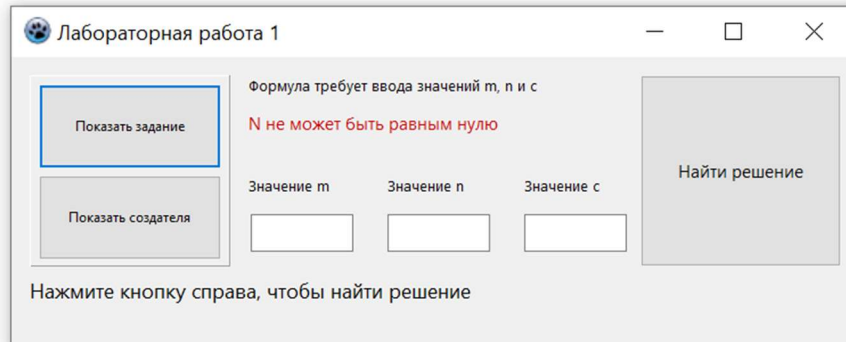 Лабораторная работа 1
Показать задание
Показать создателя
Формула требует ввода значений m, n и c
N не может быть равным нулю
Значение m
Значение n
Значение c
Найти решение
Нажмите кнопку справа, чтобы найти решение